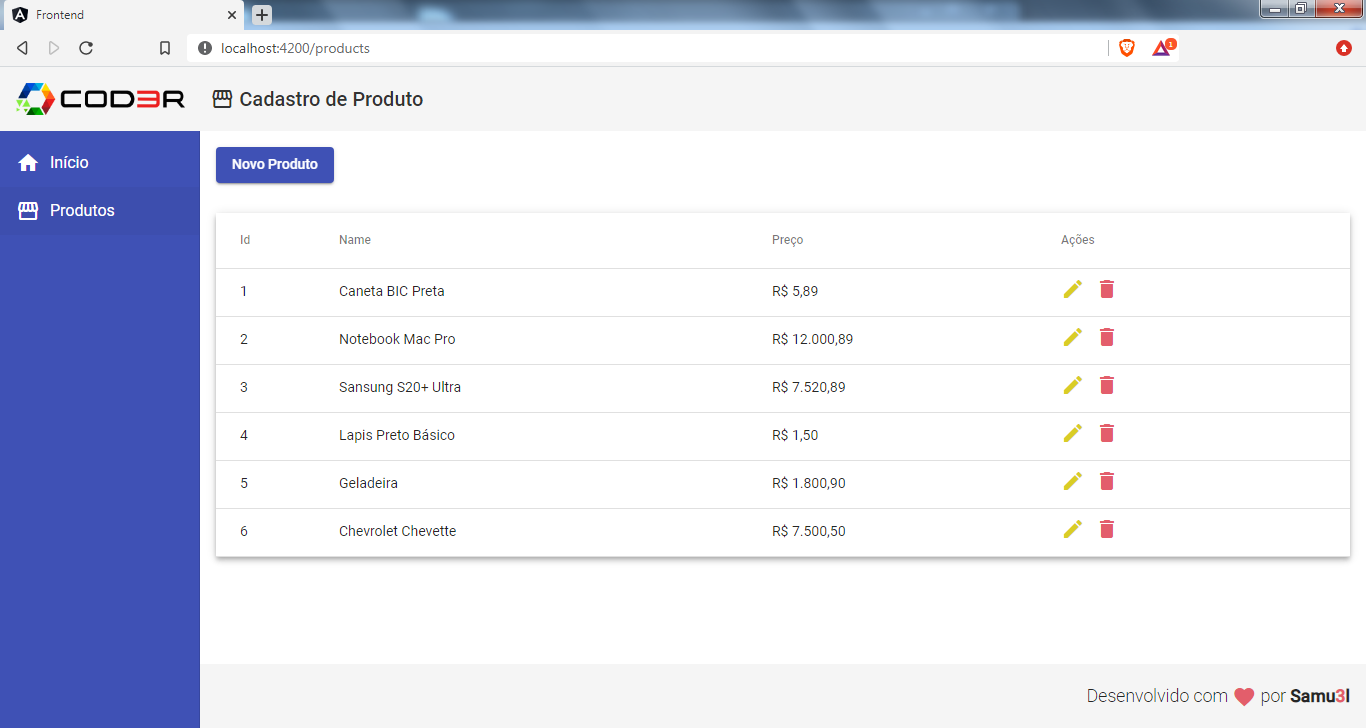 Frontend
localhost:4200/products
1
COD3R
Cadastro de Produto
Início
Produtos
Novo Produto
Id Name Preço Ações
1 Caneta BIC Preta R$ 5,89
2 Notebook Mac Pro R$ 12.000,89
3 Sansung S20+ Ultra R$ 7.520,89
4 Lapis Preto Básico R$ 1,50
5 Geladeira R$ 1.800,90
6 Chevrolet Chevette R$ 7.500,50
Desenvolvido com por Samu3l